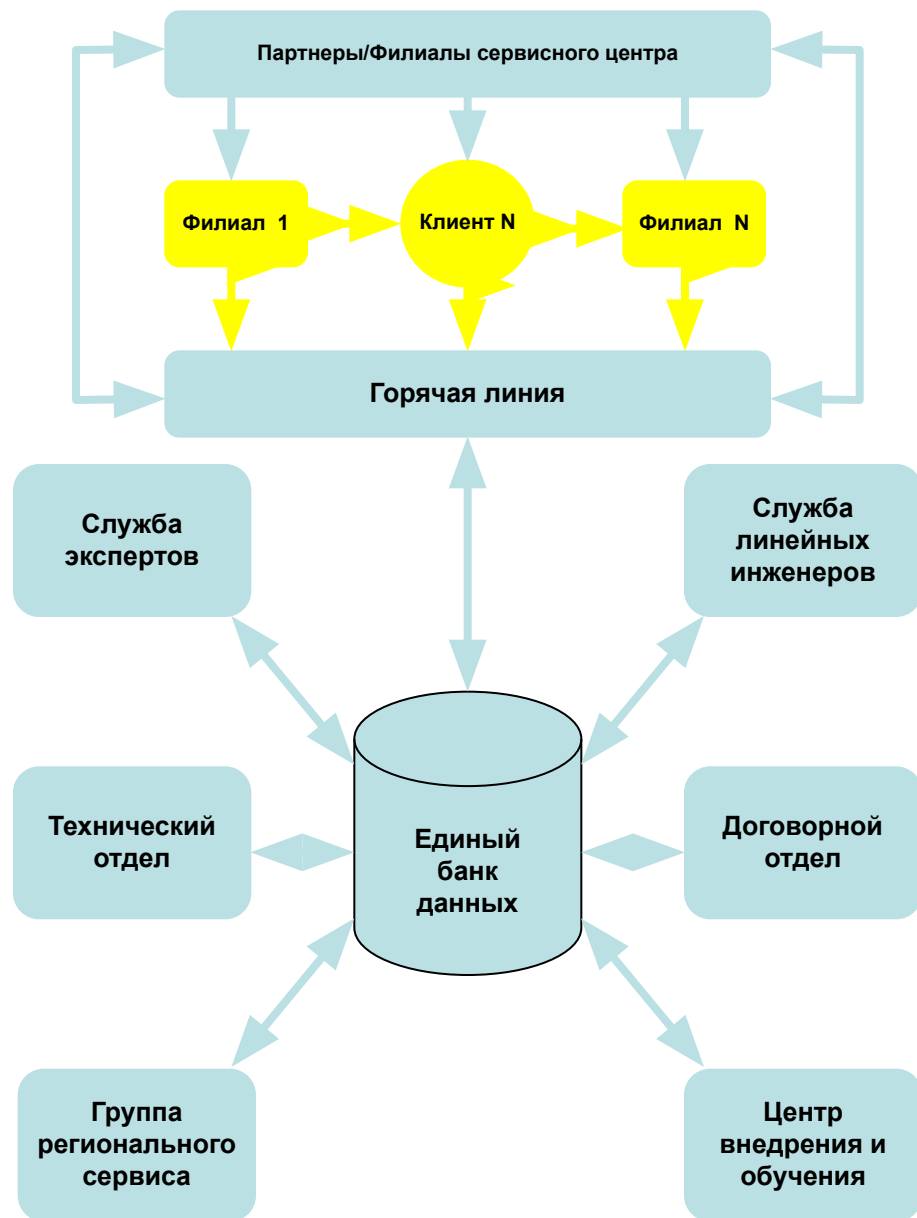 Партнеры/Филиалы сервисного центра
Филиал 1
Клиент N
Филиал N
Горячая линия
Служба
экспертов
Служба
линейных
инженеров
Технический
отдел
Единый
банк
данных
Договорной
отдел
Группа
регионального
сервиса
Центр
внедрения и
обучения